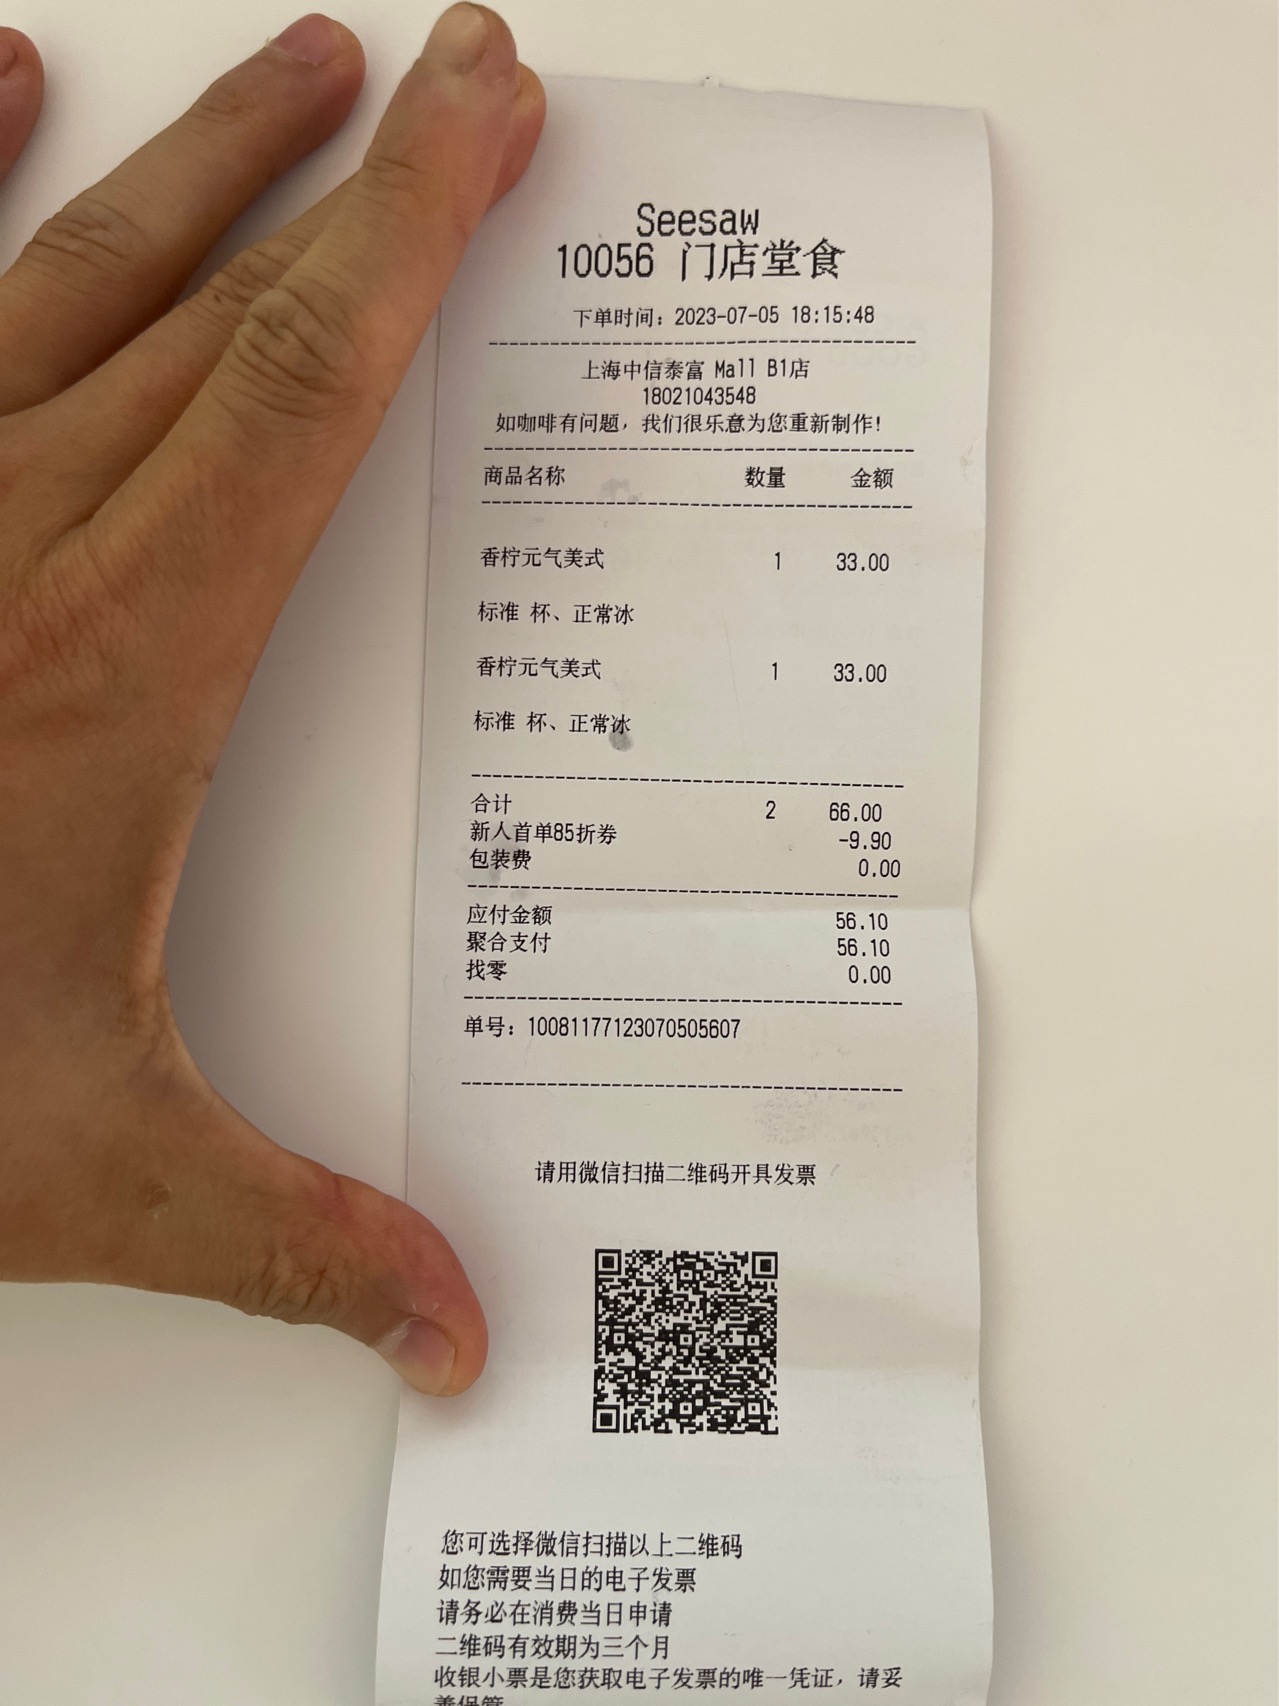 Seesaw
10056 门店堂食
下单时间：2023-07-05 18:15:48
上海中信泰富 Mall B1店
18021043548
如咖啡有问题，我们很乐意为您重新制作！
商品名称 数量 金额
香柠元气美式 1 33.00
标准 杯、正常冰
香柠元气美式 1 33.00
标准 杯、正常冰
合计 2 66.00
新人首单85折券 -9.90
包装费 0.00
应付金额 56.10
聚合支付 56.10
找零 0.00
单号：10081177123070505607
请用微信扫描二维码开具发票
您可选择微信扫描以上二维码
如您需要当日的电子发票
请务必在消费当日申请
二维码有效期为三个月
收银小票是您获取电子发票的唯一凭证，请妥
善保管